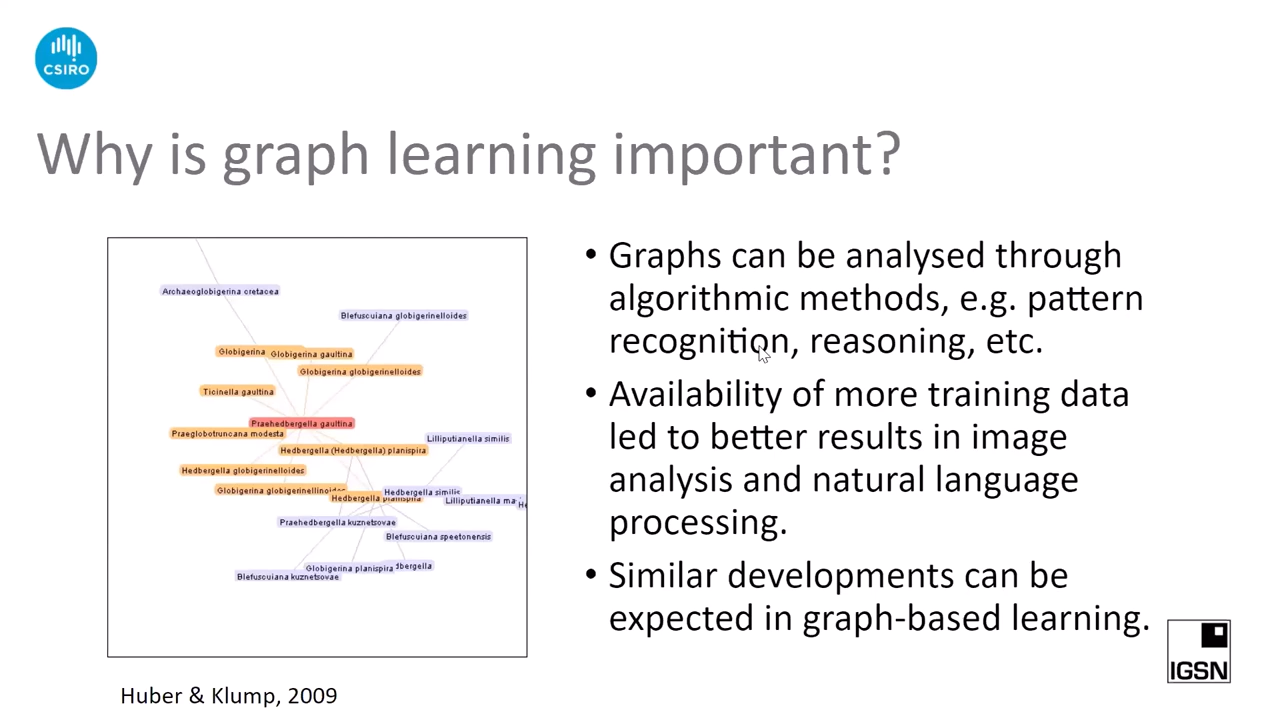 CSIRO
Why is graph learning important?
Archaeoglobigerina cretacea
Blefuscuiana globigerinelloides
Globigerina
Globigerina gaultina
Globigerina globigerinelloides
Ticinella gaultina
Praehedbergella gaultina
Praeglobotruncana modesta
Hedbergella (Hedbergella) planispira
Lilliputianella similis
Hedbergella globigerinelloides
Globigerina globigerinellinoides
Hedbergella similis
Hedbergella planispira
Lilliputianella ma
He
Praehedbergella kuznetsovae
Blefuscuiana speetonensis
Globigerina planispira
dbergella
Blefuscuiana kuznetsovae
• Graphs can be analysed through
algorithmic methods, e.g. pattern
recognition, reasoning, etc.
• Availability of more training data
led to better results in image
analysis and natural language
processing.
• Similar developments can be
expected in graph-based learning.
IGSN
Huber & Klump, 2009